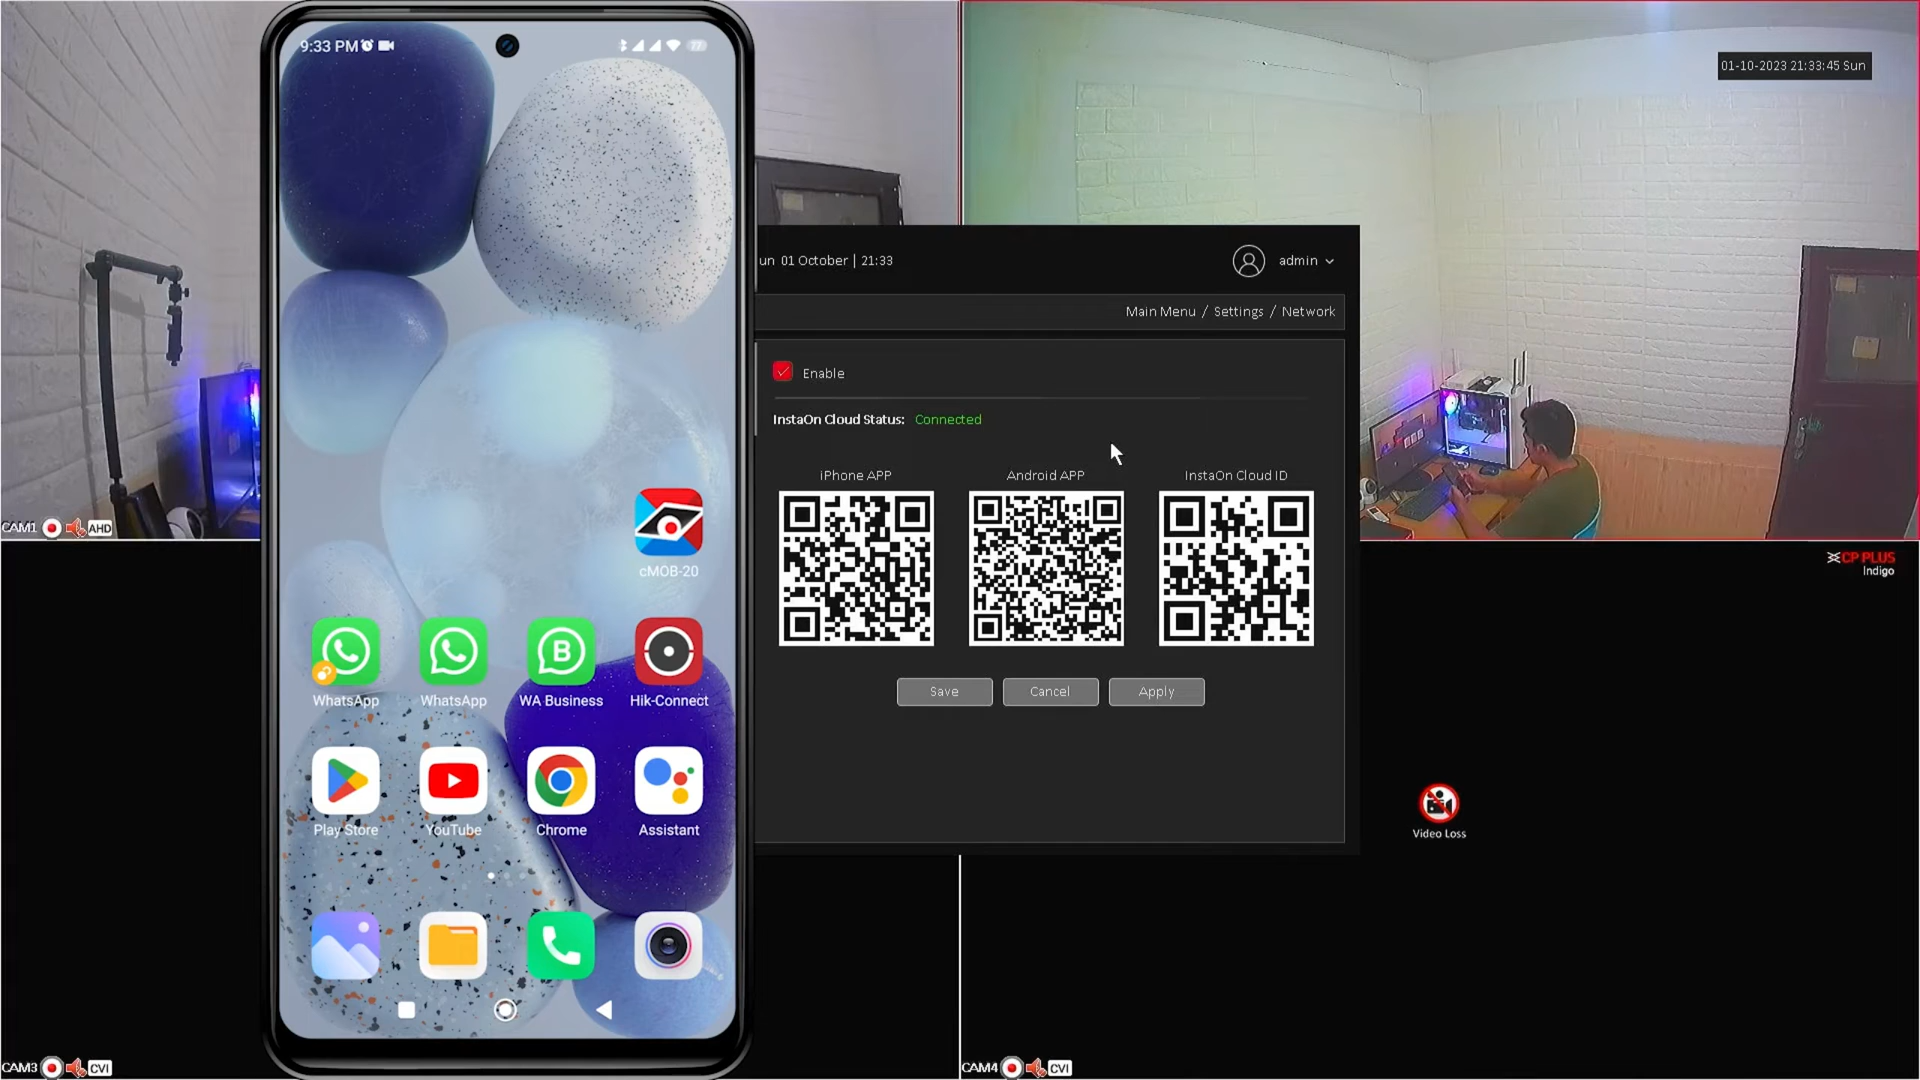 9:33 PM
77
01-10-2023 21:33:45 Sun
un 01 October | 21:33
admin
Main Menu / Settings / Network
Enable
InstaOn Cloud Status: Connected
iPhone APP
Android APP
InstaOn Cloud ID
Save
Cancel
Apply
cMOB-20
WhatsApp
WhatsApp
WA Business
Hik-Connect
Play Store
YouTube
Chrome
Assistant
CAM1
AHD
CP PLUS
Indigo
Video Loss
CAM3
CVI
CAM4
CVI